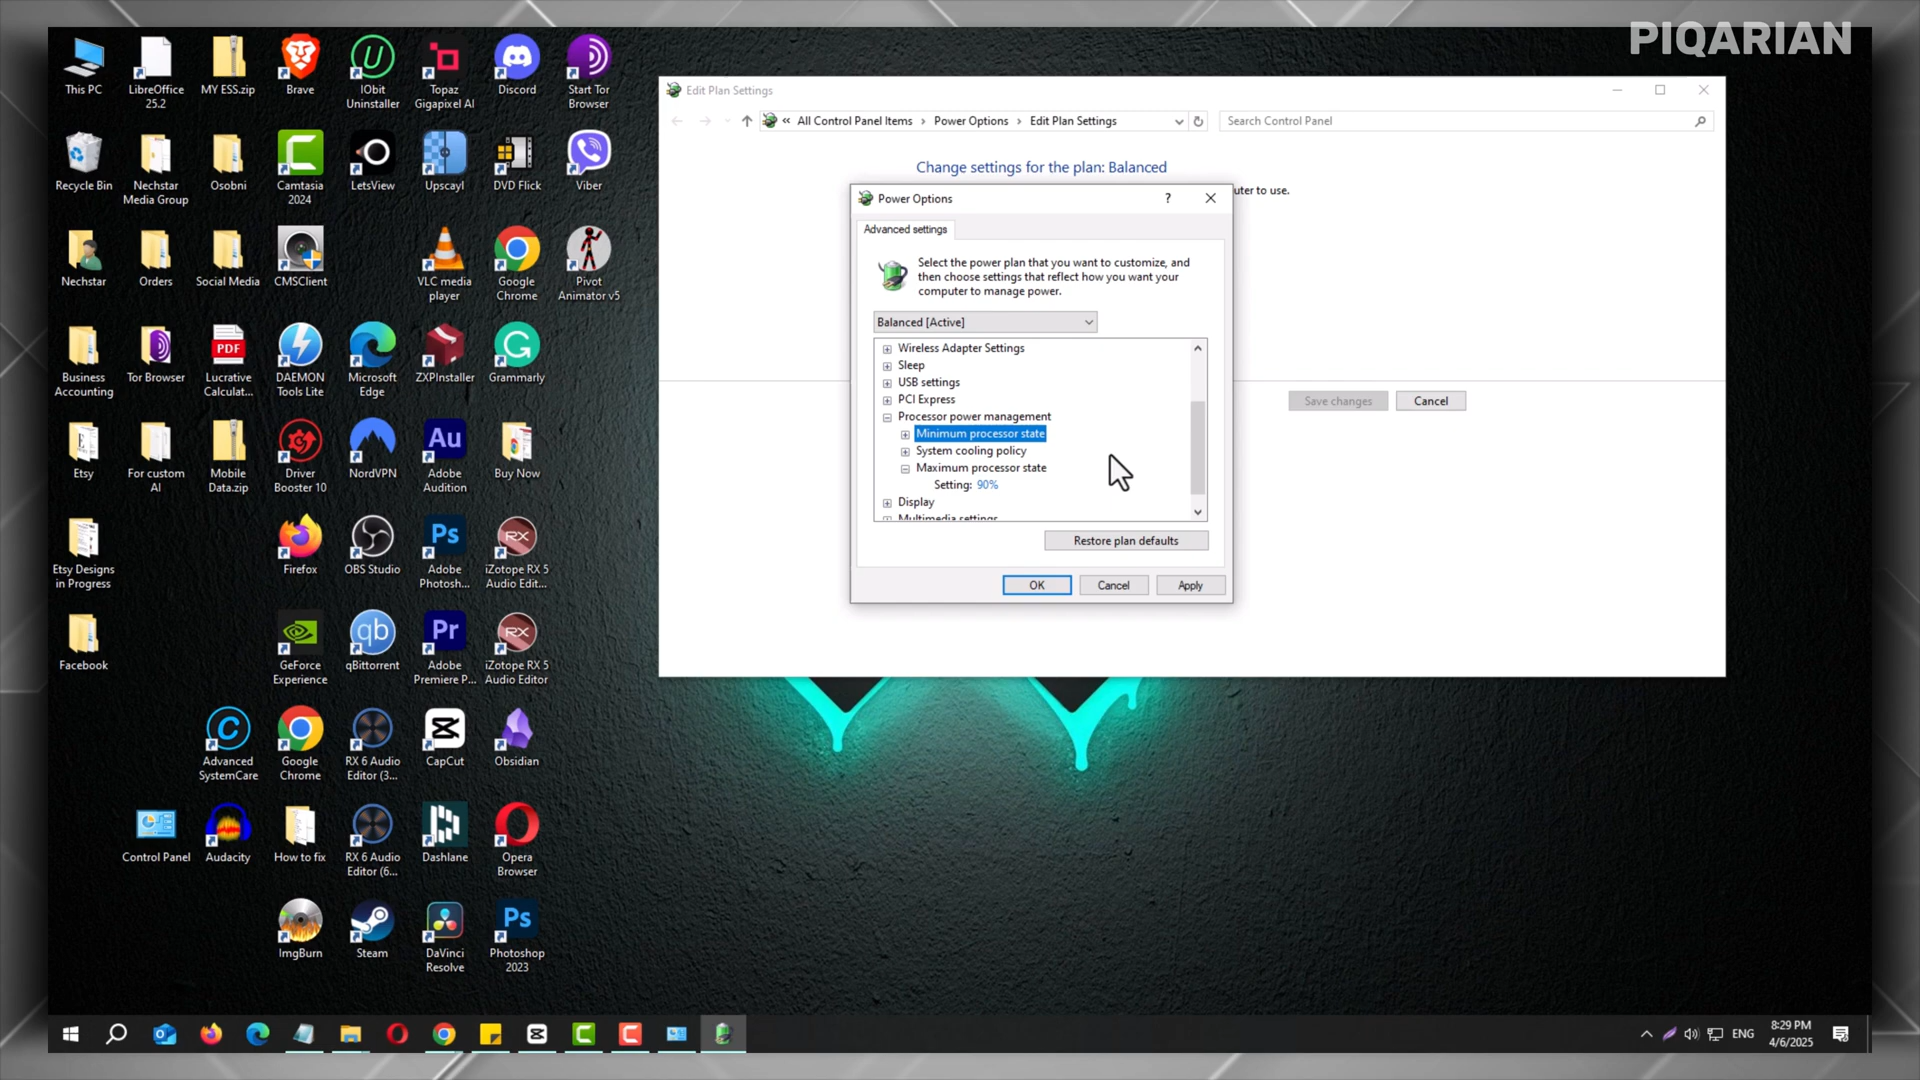 PIQARIAN
This PC
LibreOffice
25.2
MY ESS.zip
Brave
IObit
Uninstaller
Topaz
Gigapixel AI
Discord
Start Tor
Browser
Recycle Bin
Nechstar
Media Group
Osobni
Camtasia
2024
LetsView
Upscayl
DVD Flick
Viber
Nechstar
Orders
Social Media
CMSClient
VLC media
player
Google
Chrome
Pivot
Animator v5
Business
Accounting
Tor Browser
PDF
Lucrative
Calculat...
DAEMON
Tools Lite
Microsoft
Edge
ZXPInstaller
Grammarly
Etsy
For custom
AI
Mobile
Data.zip
Driver
Booster 10
NordVPN
Au
Adobe
Audition
Buy Now
Etsy Designs
in Progress
Firefox
OBS Studio
Ps
Adobe
Photosh...
RX
iZotope RX 5
Audio Edit...
Facebook
GeForce
Experience
qb
qBittorrent
Pr
Adobe
Premiere P...
RX
iZotope RX 5
Audio Editor
Advanced
SystemCare
Google
Chrome
RX 6 Audio
Editor (3...
CapCut
Obsidian
Control Panel
Audacity
How to fix
RX 6 Audio
Editor (6...
Dashlane
Opera
Browser
ImgBurn
Steam
DaVinci
Resolve
Ps
Photoshop
2023
Edit Plan Settings
« All Control Panel Items › Power Options › Edit Plan Settings
Search Control Panel
Change settings for the plan: Balanced
uter to use.
Save changes
Cancel
Power Options
?
Advanced settings
Select the power plan that you want to customize, and
then choose settings that reflect how you want your
computer to manage power.
Balanced [Active]
Wireless Adapter Settings
Sleep
USB settings
PCI Express
Processor power management
Minimum processor state
System cooling policy
Maximum processor state
Setting: 90%
Display
Multimedia settings
Restore plan defaults
OK
Cancel
Apply
ENG
8:29 PM
4/6/2025